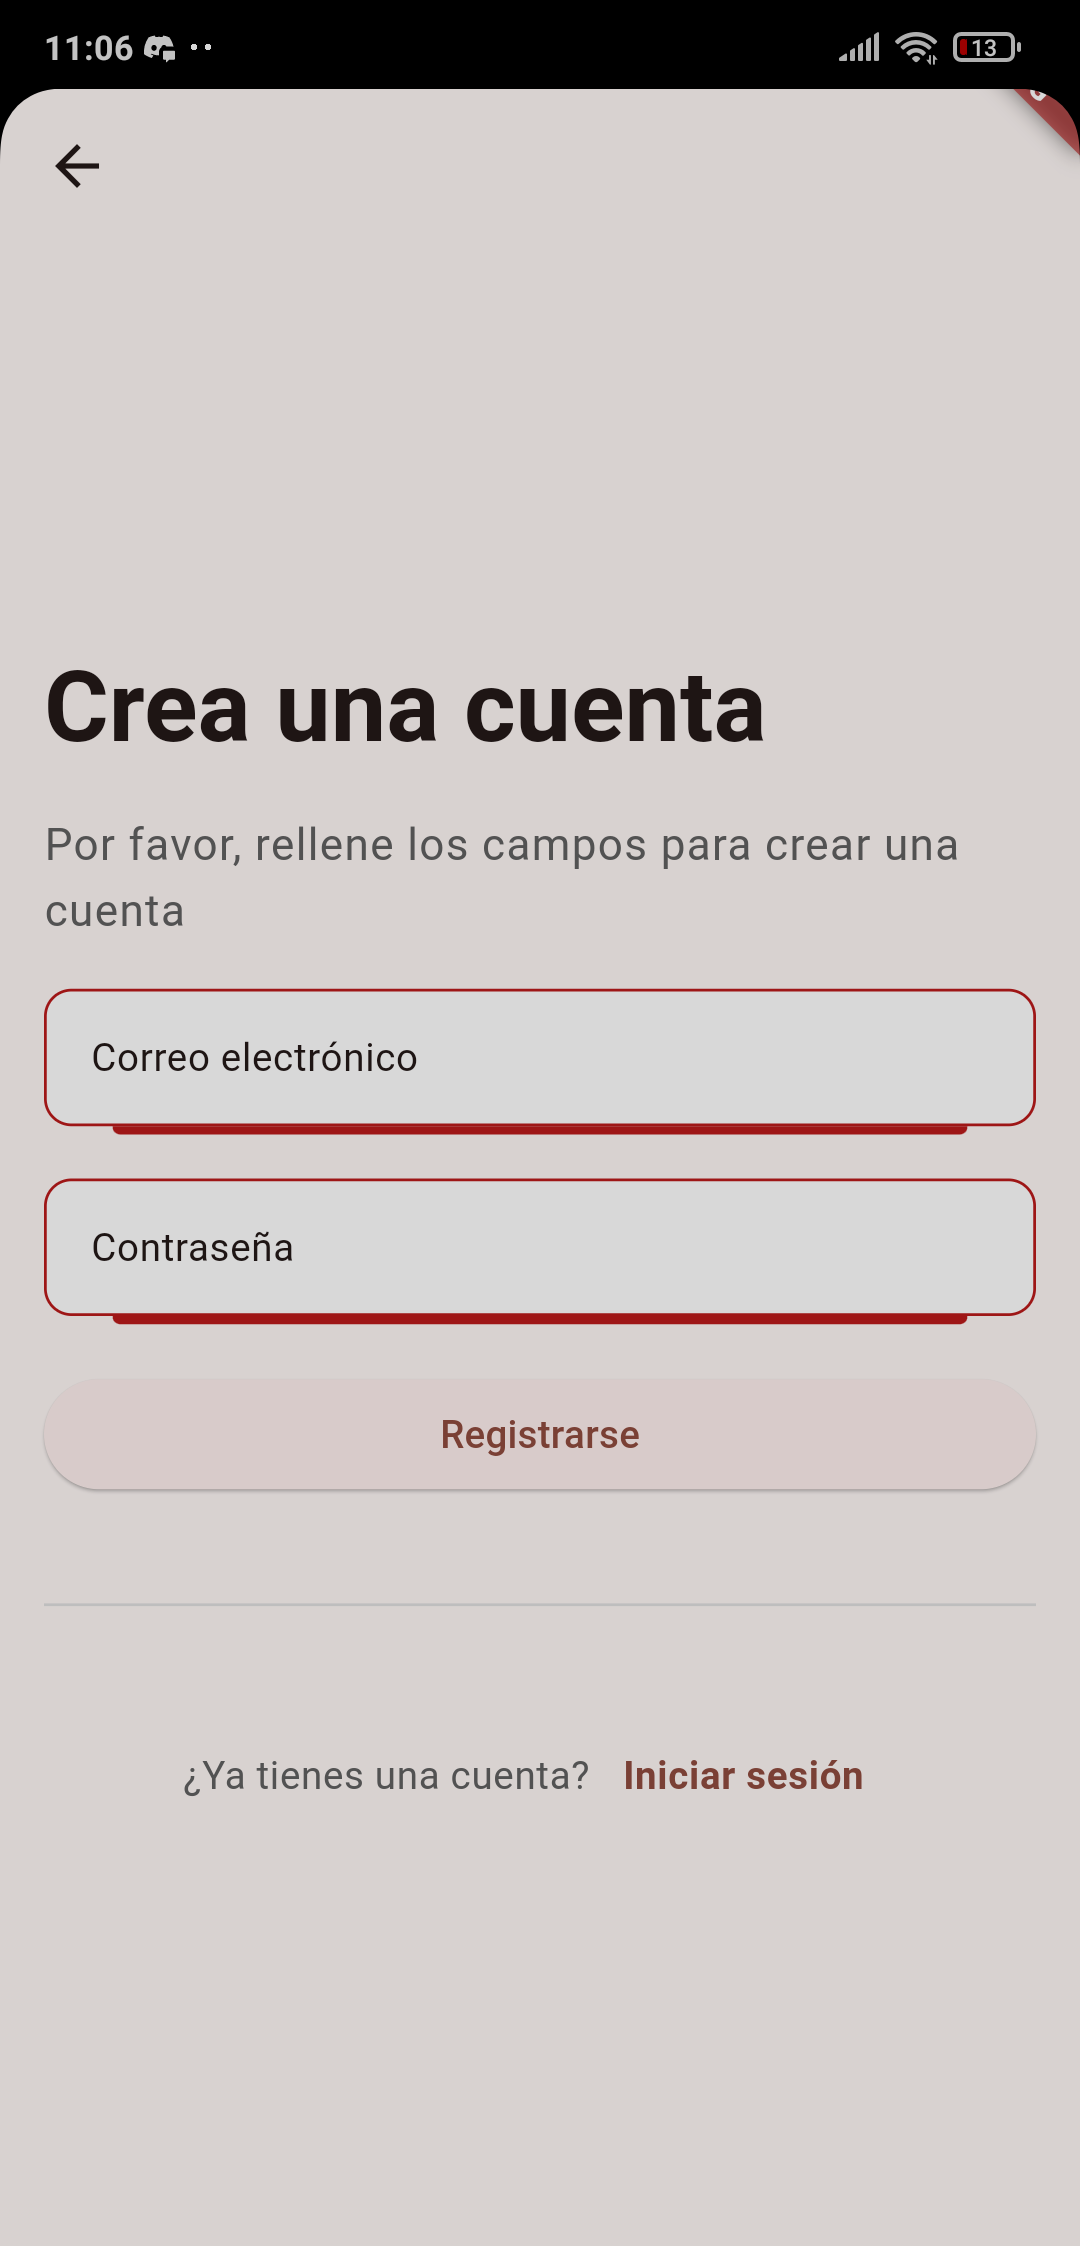 11:06
13
Crea una cuenta
Por favor, rellene los campos para crear una
cuenta
Correo electrónico
Contraseña
Registrarse
¿Ya tienes una cuenta? Iniciar sesión